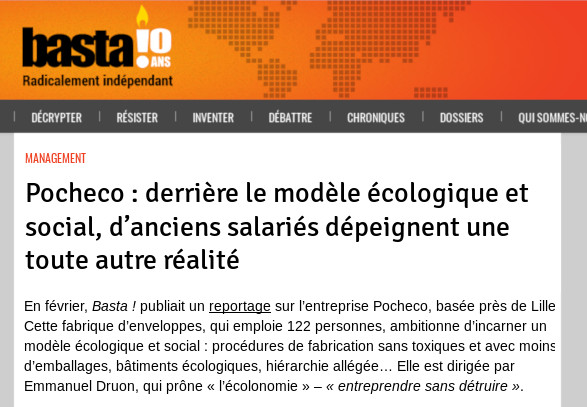 basta!
10
ANS
Radicalement indépendant
DÉCRYPTER RÉSISTER INVENTER DÉBATTRE CHRONIQUES DOSSIERS QUI SOMMES-N
MANAGEMENT
Pocheco : derrière le modèle écologique et
social, d’anciens salariés dépeignent une
toute autre réalité
En février, Basta ! publiait un reportage sur l’entreprise Pocheco, basée près de Lille
Cette fabrique d’enveloppes, qui emploie 122 personnes, ambitionne d’incarner un
modèle écologique et social : procédures de fabrication sans toxiques et avec moins
d’emballages, bâtiments écologiques, hiérarchie allégée… Elle est dirigée par
Emmanuel Druon, qui prône « l’écolonomie » – « entreprendre sans détruire ».